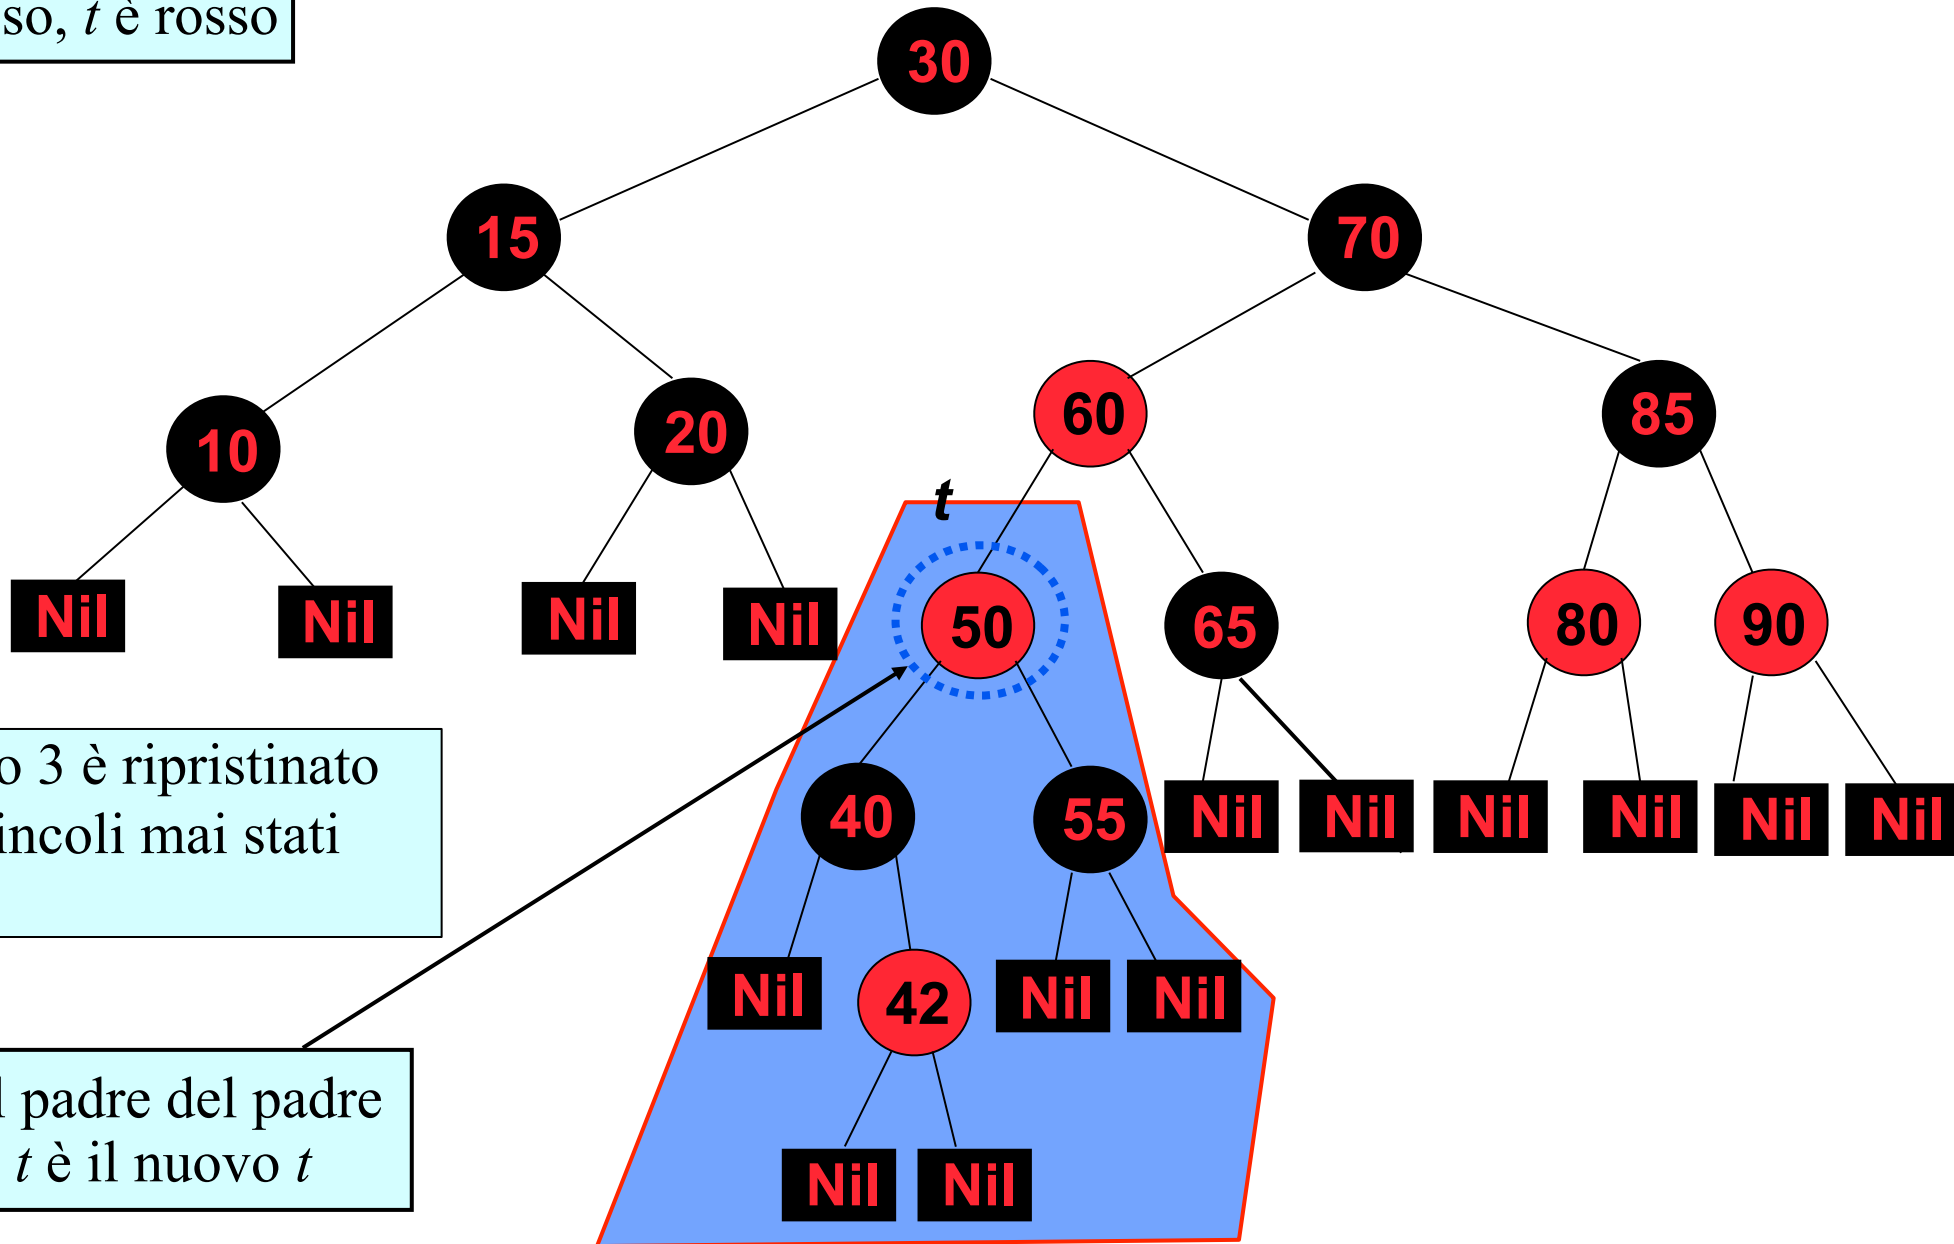 so, t è rosso
30
15
70
10
20
60
85
t
50
65
80
90
Nil
Nil
Nil
Nil
o 3 è ripristinato
incoli mai stati
40
55
Nil
Nil
Nil
Nil
Nil
Nil
Nil
42
Nil
Nil
l padre del padre
t è il nuovo t
Nil
Nil